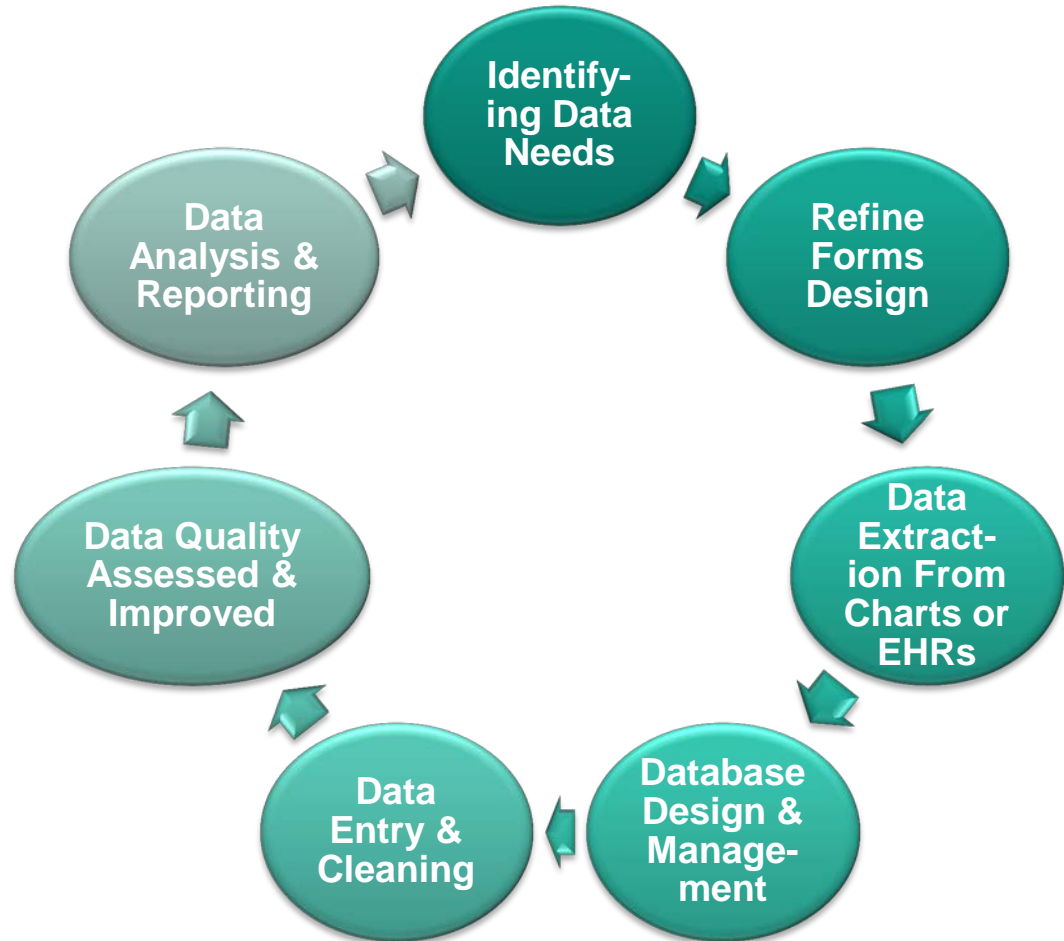 Identify-
ing Data
Needs
Refine
Forms
Design
Data
Extract-
ion From
Charts or
EHRs
Database
Design &
Manage-
ment
Data
Entry &
Cleaning
Data Quality
Assessed &
Improved
Data
Analysis &
Reporting